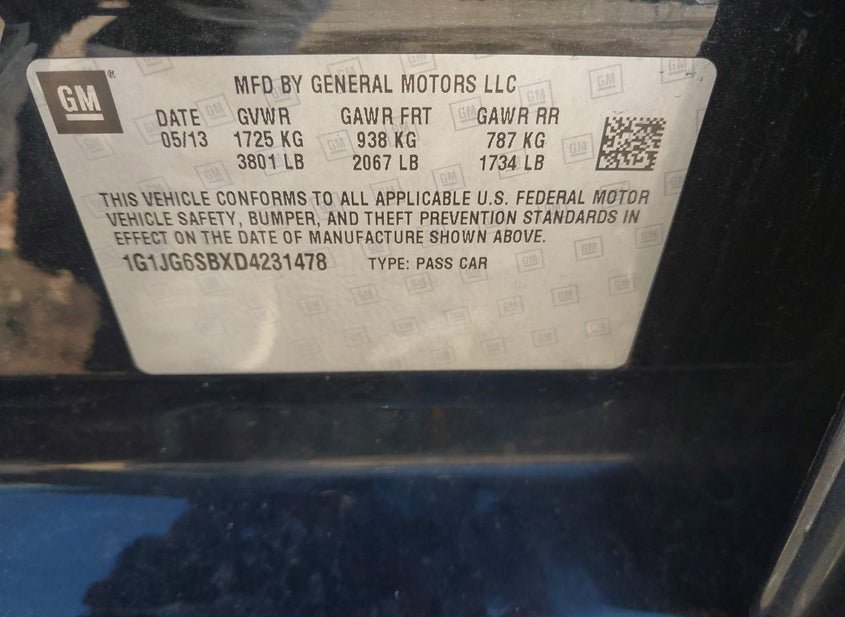 GM
MFD BY GENERAL MOTORS LLC
DATE GVWR GAWR FRT GAWR RR
05/13 1725 KG 938 KG 787 KG
3801 LB 2067 LB 1734 LB
THIS VEHICLE CONFORMS TO ALL APPLICABLE U.S. FEDERAL MOTOR
VEHICLE SAFETY, BUMPER, AND THEFT PREVENTION STANDARDS IN
EFFECT ON THE DATE OF MANUFACTURE SHOWN ABOVE.
1G1JG6SBXD4231478 TYPE: PASS CAR